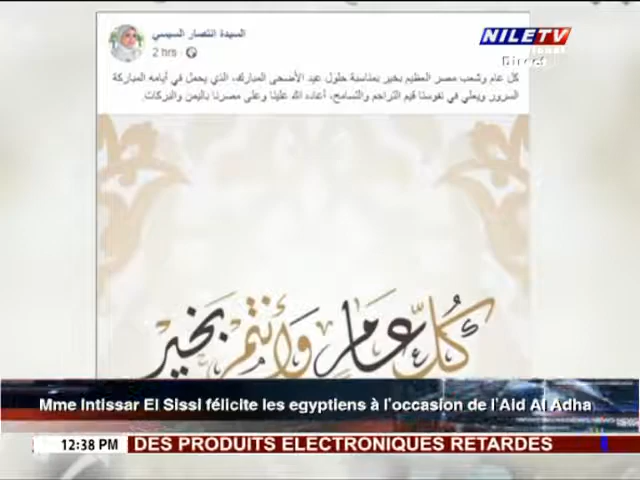 السيدة انتصار السيسي
2 hrs
NILETV
International
Direct
كل عام وشعب مصر العظيم بخير بمناسبة حلول عيد الأضحى المبارك، الذي يحمل في أيامه المباركة
السرور ويعلي في نفوسنا قيم التراحم والتسامح، أعاده الله علينا وعلى مصرنا باليمن والبركات.
كل عام وأنتم بخير
Mme Intissar El Sissi félicite les egyptiens à l'occasion de l'Aid Al Adha
12:38 PM DES PRODUITS ELECTRONIQUES RETARDES